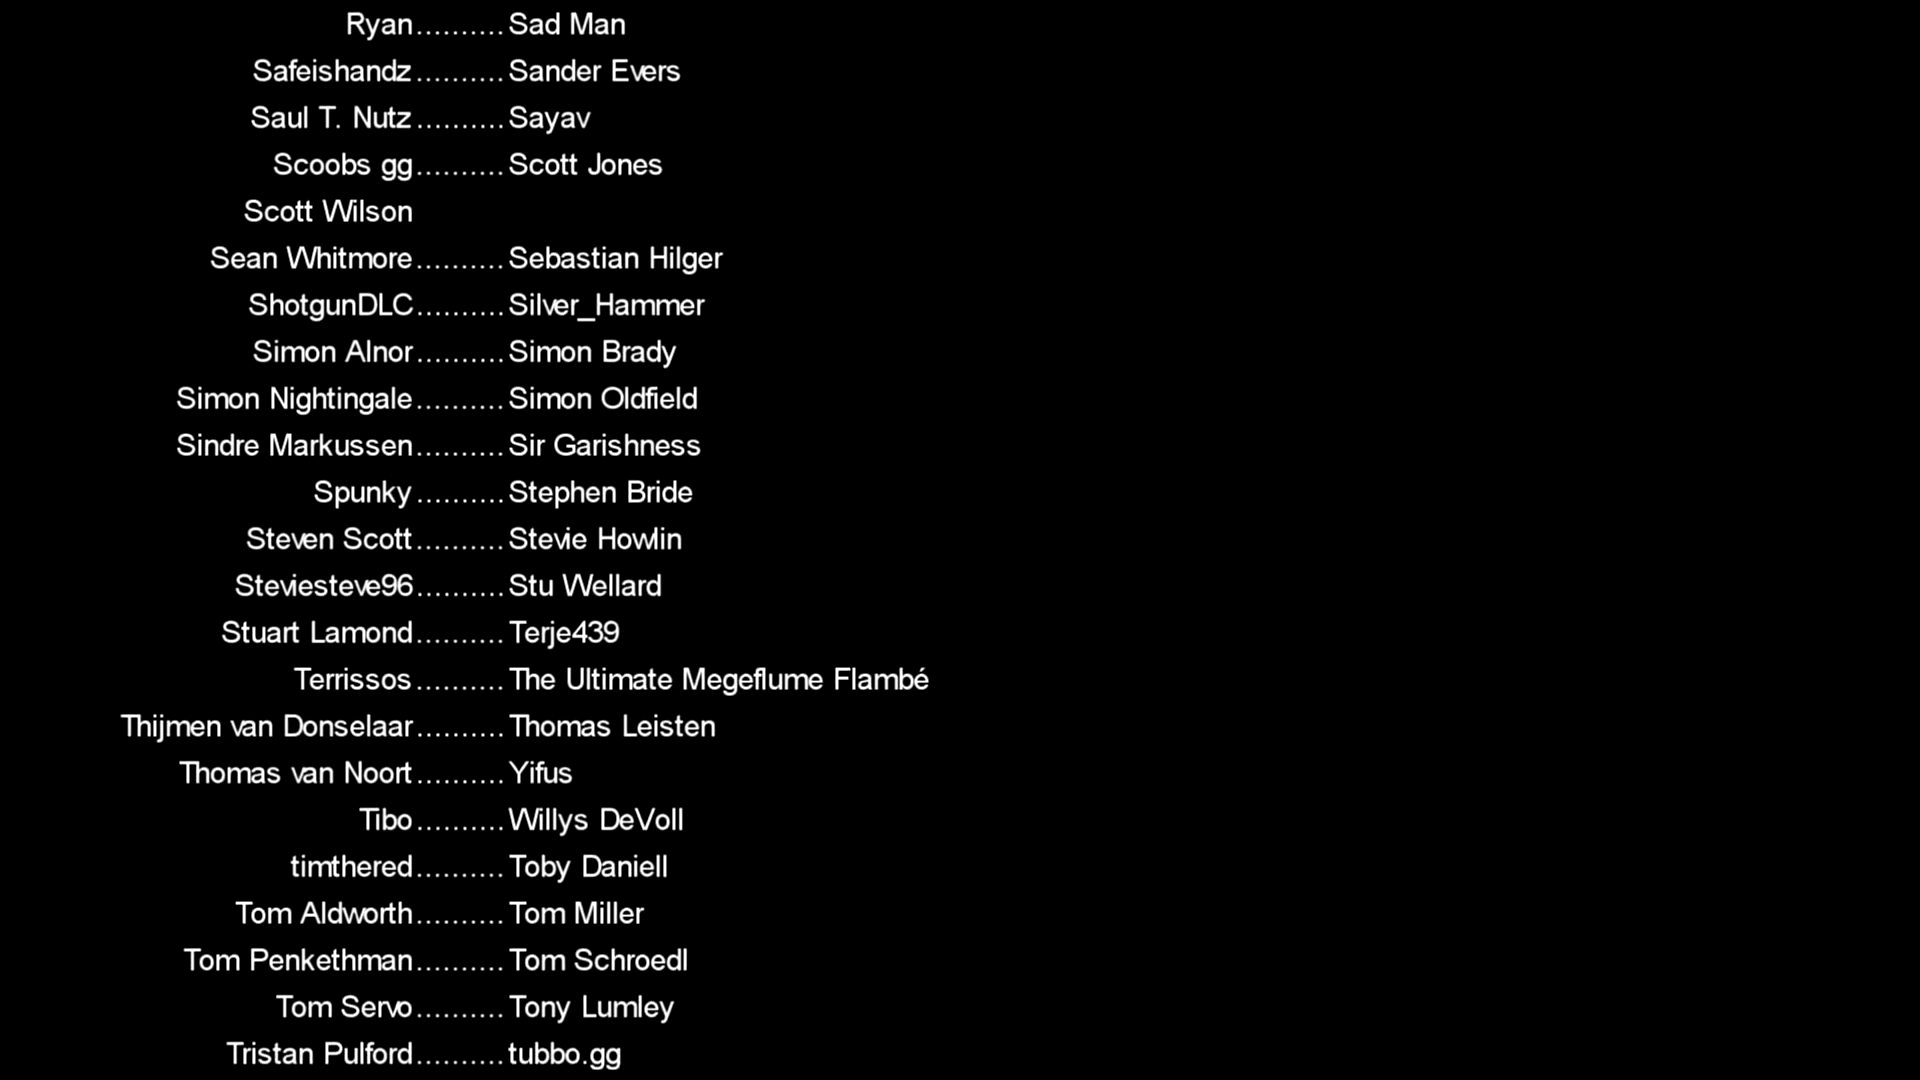 Ryan..........Sad Man
Safeishandz..........Sander Evers
Saul T. Nutz..........Sayav
Scoobs gg..........Scott Jones
Scott Wilson
Sean Whitmore..........Sebastian Hilger
ShotgunDLC..........Silver_Hammer
Simon Alnor..........Simon Brady
Simon Nightingale..........Simon Oldfield
Sindre Markussen..........Sir Garishness
Spunky..........Stephen Bride
Steven Scott..........Stevie Howlin
Steviesteve96..........Stu Wellard
Stuart Lamond..........Terje439
Terrissos..........The Ultimate Megeflume Flambé
Thijmen van Donselaar..........Thomas Leisten
Thomas van Noort..........Yifus
Tibo..........Willys DeVoll
timthered..........Toby Daniell
Tom Aldworth..........Tom Miller
Tom Penkethman..........Tom Schroedl
Tom Servo..........Tony Lumley
Tristan Pulford..........tubbo.gg